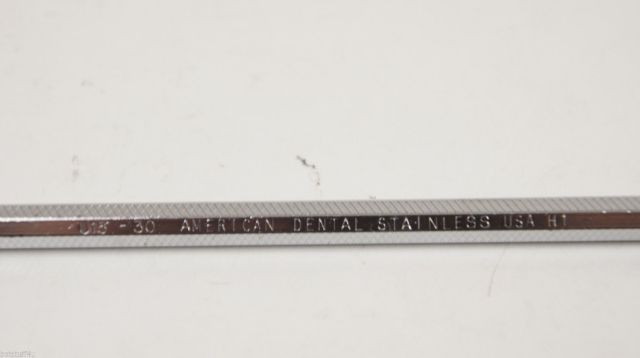 U15 - 30 AMERICAN DENTAL STAINLESS USA H1